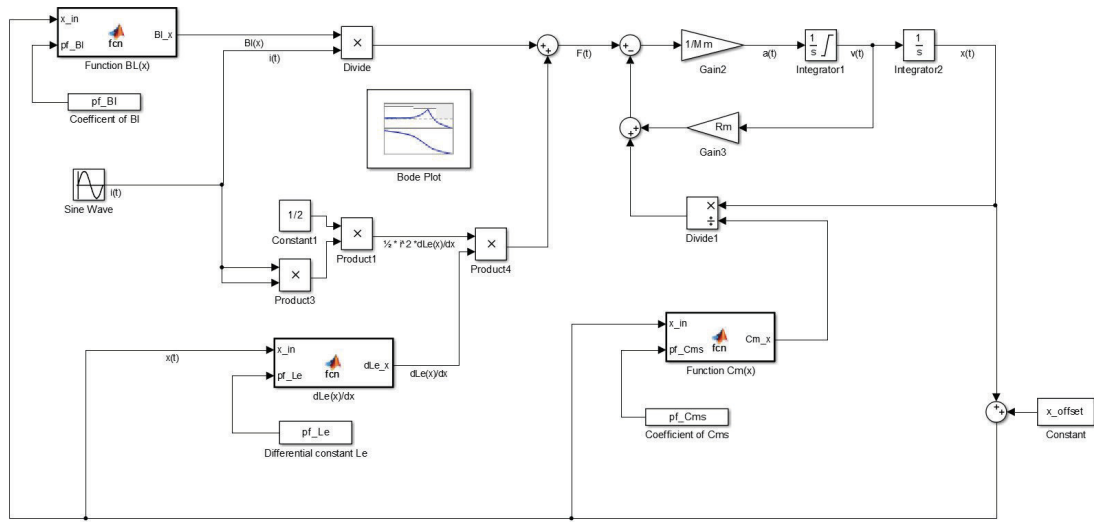 x_in
pf_Bl
fcn
Bl_x
Function BL(x)
pf_Bl
Coefficent of Bl
Bl(x)
i(t)
×
Divide
+
+
F(t)
+
−
1/Mm
Gain2
a(t)
1
s
Integrator1
v(t)
1
s
Integrator2
x(t)
+
+
Rm
Gain3
Bode Plot
Sine Wave
i(t)
1/2
Constant1
×
Product1
½ * i^2 *dLe(x)/dx
×
Product4
×
Product3
×
÷
Divide1
x(t)
x_in
pf_Le
fcn
dLe_x
dLe(x)/dx
dLe(x)/dx
pf_Le
Differential constant Le
x_in
pf_Cms
fcn
Cm_x
Function Cm(x)
pf_Cms
Coefficient of Cms
+
+
x_offset
Constant